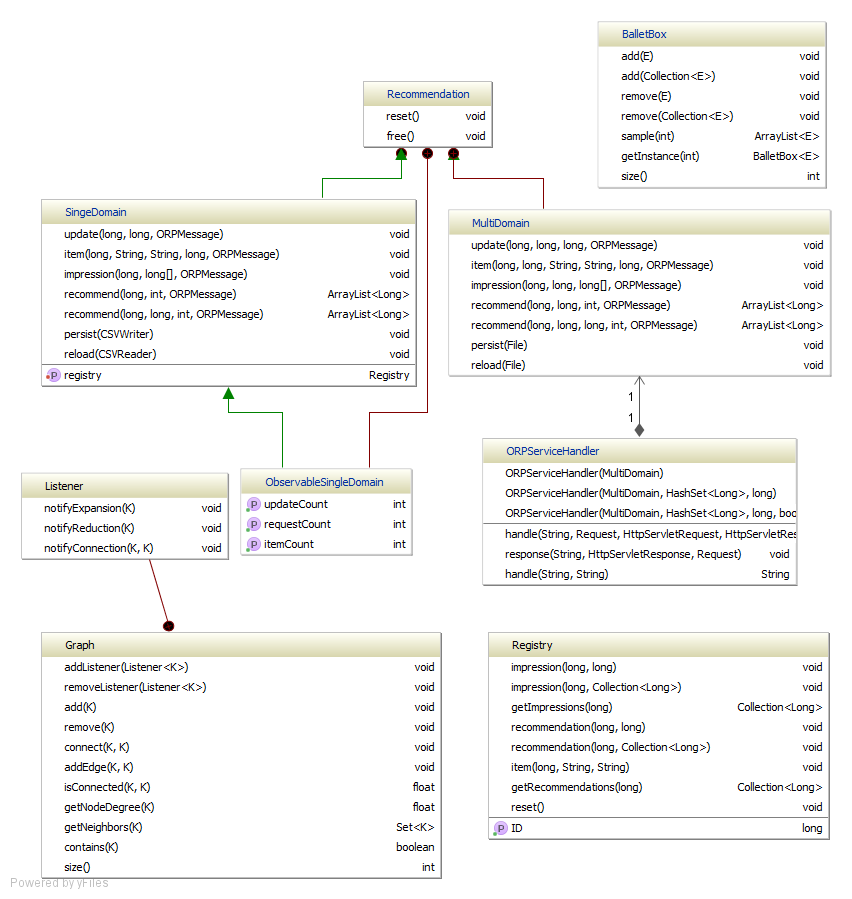 BalletBox
add(E) void
add(Collection<E>) void
remove(E) void
remove(Collection<E>) void
sample(int) ArrayList<E>
getInstance(int) BalletBox<E>
size() int
Recommendation
reset() void
free() void
SingeDomain
update(long, long, ORPMessage) void
item(long, String, String, long, ORPMessage) void
impression(long, long[], ORPMessage) void
recommend(long, int, ORPMessage) ArrayList<Long>
recommend(long, long, int, ORPMessage) ArrayList<Long>
persist(CSVWriter) void
reload(CSVReader) void
P registry Registry
MultiDomain
update(long, long, long, ORPMessage) void
item(long, long, String, String, long, ORPMessage) void
impression(long, long, long[], ORPMessage) void
recommend(long, long, int, ORPMessage) ArrayList<Long>
recommend(long, long, long, int, ORPMessage) ArrayList<Long>
persist(File) void
reload(File) void
1
1
ORPServiceHandler
ORPServiceHandler(MultiDomain)
ORPServiceHandler(MultiDomain, HashSet<Long>, long)
ORPServiceHandler(MultiDomain, HashSet<Long>, long, boo
handle(String, Request, HttpServletRequest, HttpServletRes
response(String, HttpServletResponse, Request) void
handle(String, String) String
Listener
notifyExpansion(K) void
notifyReduction(K) void
notifyConnection(K, K) void
ObservableSingleDomain
P updateCount int
P requestCount int
P itemCount int
Graph
addListener(Listener<K>) void
removeListener(Listener<K>) void
add(K) void
remove(K) void
connect(K, K) void
addEdge(K, K) void
isConnected(K, K) float
getNodeDegree(K) float
getNeighbors(K) Set<K>
contains(K) boolean
size() int
Registry
impression(long, long) void
impression(long, Collection<Long>) void
getImpressions(long) Collection<Long>
recommendation(long, long) void
recommendation(long, Collection<Long>) void
item(long, String, String) void
getRecommendations(long) Collection<Long>
reset() void
P ID long
Powered by yFiles